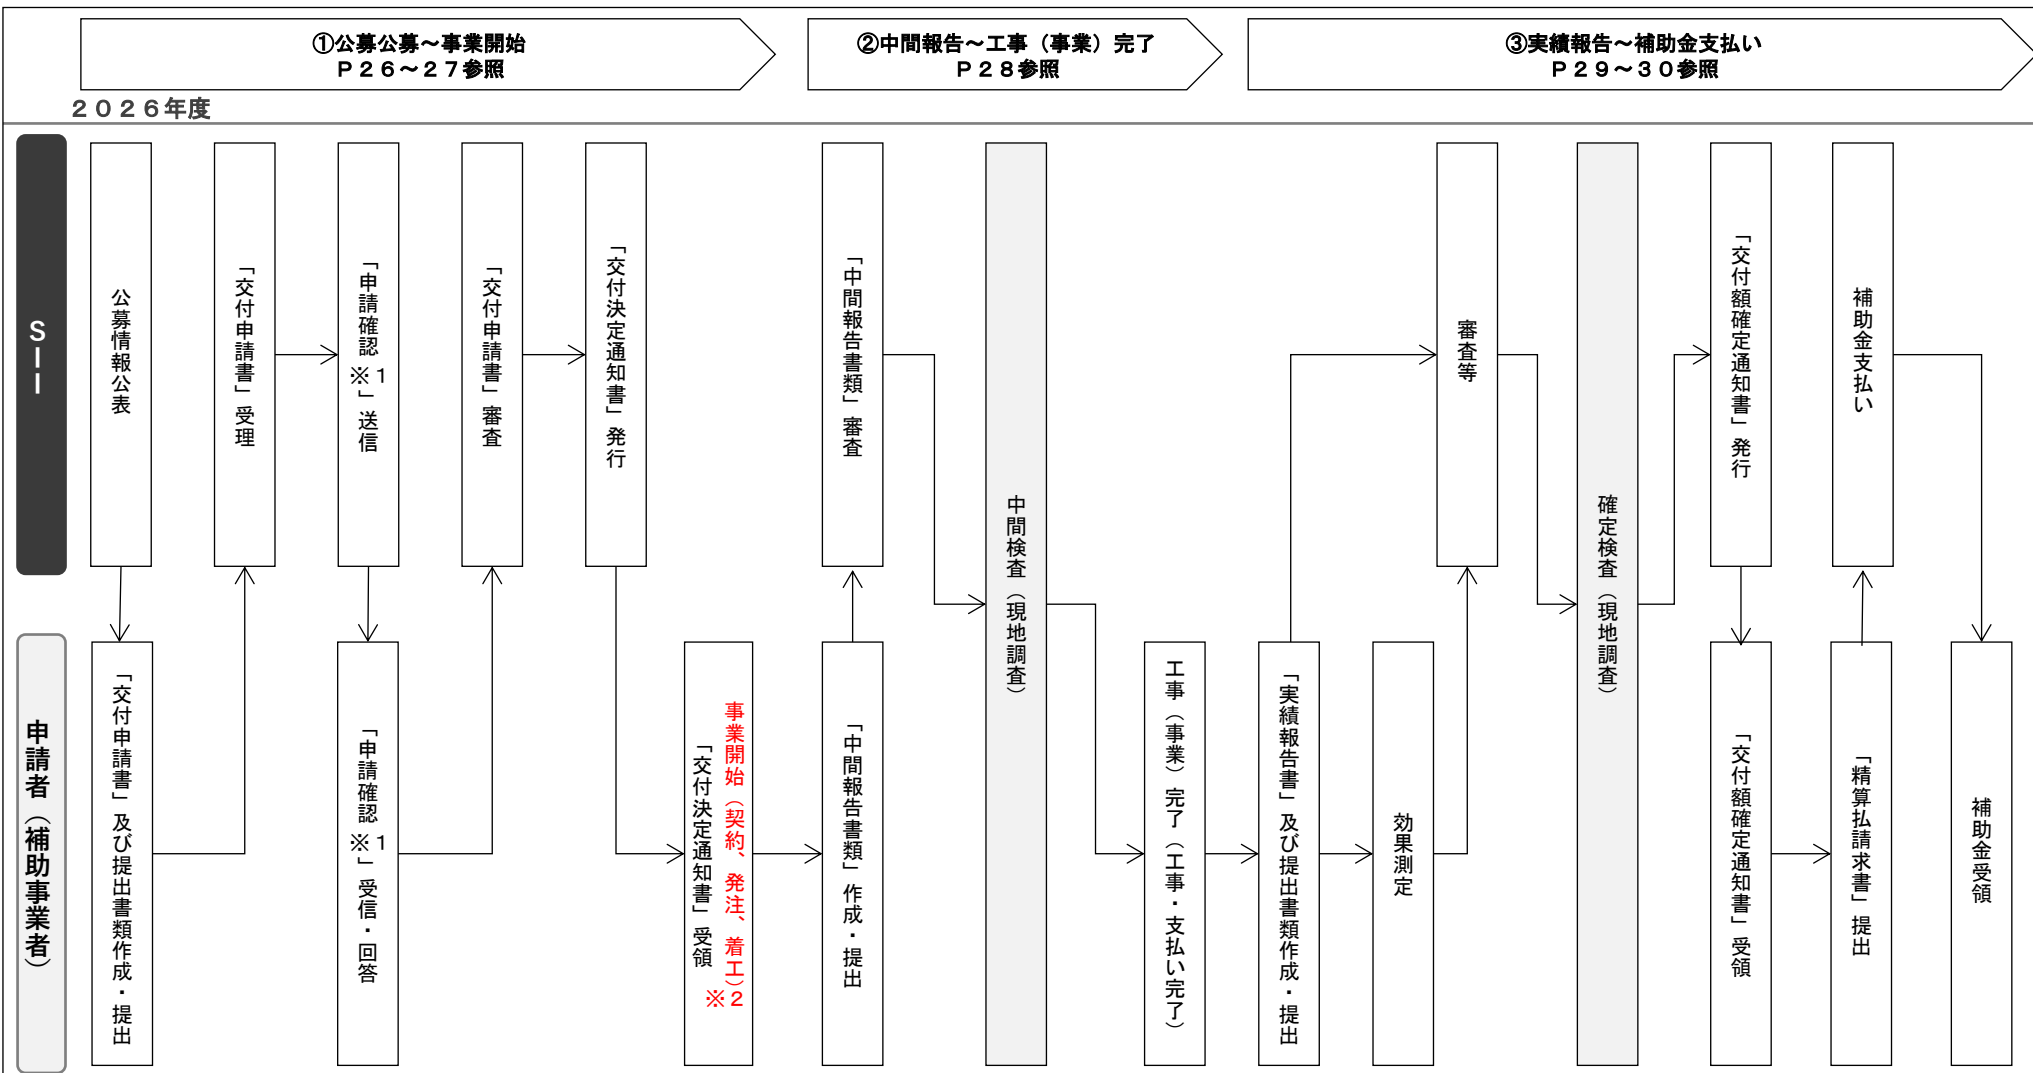 ①公募公募～事業開始
Ｐ２６～２７参照
②中間報告～工事（事業）完了
Ｐ２８参照
③実績報告～補助金支払い
Ｐ２９～３０参照
２０２６年度
ＳＩＩ
公募情報公表
「交付申請書」受理
「申請確認※１」送信
「交付申請書」審査
「交付決定通知書」発行
「中間報告書類」審査
中間検査（現地調査）
審査等
確定検査（現地調査）
「交付額確定通知書」発行
補助金支払い
申請者（補助事業者）
「交付申請書」及び提出書類作成・提出
「申請確認※１」受信・回答
事業開始（契約、発注、着工）※２
「交付決定通知書」受領
「中間報告書類」作成・提出
工事（事業）完了（工事・支払い完了）
「実績報告書」及び提出書類作成・提出
効果測定
「交付額確定通知書」受領
「精算払請求書」提出
補助金受領